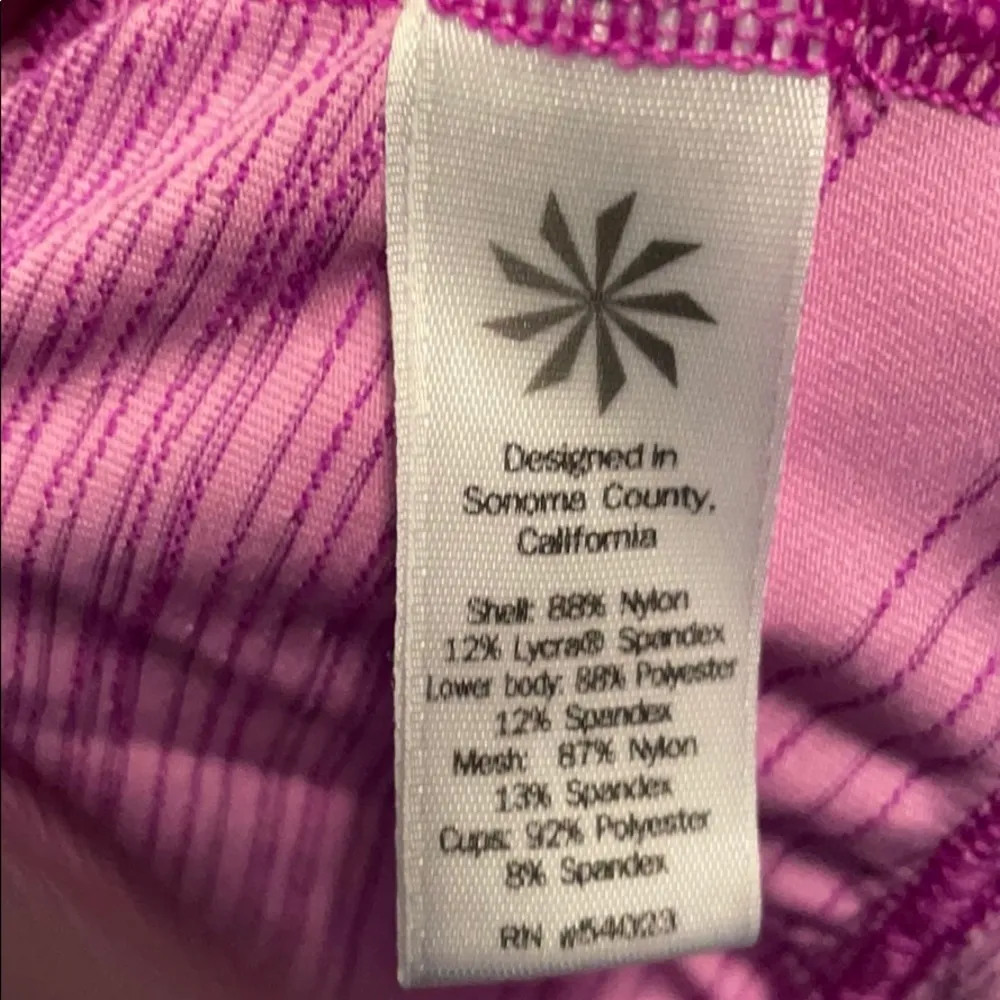 Designed in
Sonoma County,
California
Shell: 88% Nylon
12% Lycra® Spandex
Lower body: 88% Polyester
12% Spandex
Mesh: 87% Nylon
13% Spandex
Cups: 92% Polyester
8% Spandex
RN #54023